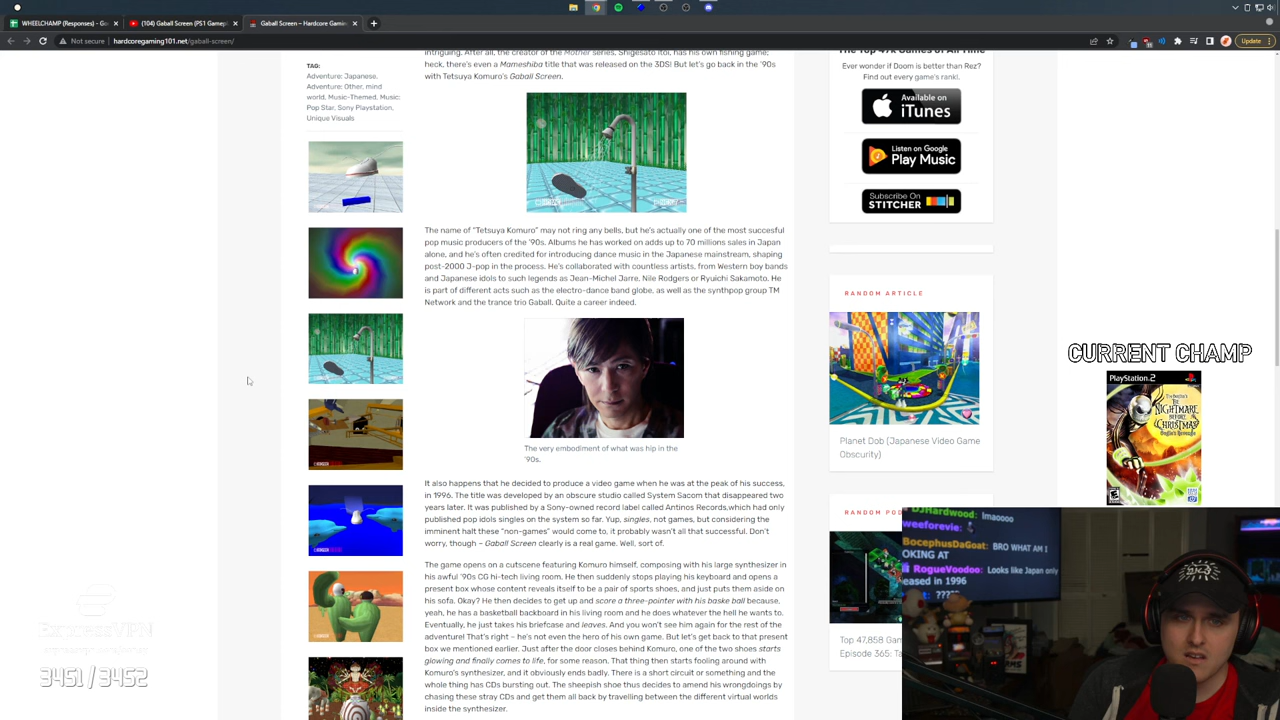 WHEELCHAMP (Responses) - G
(104) Gaball Screen (PS1 Gamepl
Gaball Screen – Hardcore Gamin
Not secure
hardcoregaming101.net/gaball-screen/
Update
intriguing. After all, the creator of the Mother series, Shigesato Itoi, has his own fishing game;
heck, there's even a Mameshiba title that was released on the 3DS! But let's go back in the '90s
with Tetsuya Komuro's Gaball Screen.
TAG:
Adventure: Japanese,
Adventure: Other, mind
world, Music-Themed, Music:
Pop Star, Sony Playstation,
Unique Visuals
The name of "Tetsuya Komuro" may not ring any bells, but he's actually one of the most succesful
pop music producers of the '90s. Albums he has worked on adds up to 70 millions sales in Japan
alone, and he's often credited for introducing dance music in the Japanese mainstream, shaping
post-2000 J-pop in the process. He's collaborated with countless artists, from Western boy bands
and Japanese idols to such legends as Jean-Michel Jarre, Nile Rodgers or Ryuichi Sakamoto. He
is part of different acts such as the electro-dance band globe, as well as the synthpop group TM
Network and the trance trio Gaball. Quite a career indeed.
The very embodiment of what was hip in the
'90s.
It also happens that he decided to produce a video game when he was at the peak of his success,
in 1996. The title was developed by an obscure studio called System Sacom that disappeared two
years later. It was published by a Sony-owned record label called Antinos Records,which had only
published pop idols singles on the system so far. Yup, singles, not games, but considering the
imminent halt these "non-games" would come to, it probably wasn't all that successful. Don't
worry, though – Gaball Screen clearly is a real game. Well, sort of.
The game opens on a cutscene featuring Komuro himself, composing with his large synthesizer in
his awful '90s CG hi-tech living room. He then suddenly stops playing his keyboard and opens a
present box whose content reveals itself to be a pair of sports shoes, and just puts them aside on
his sofa. Okay? He then decides to get up and score a three-pointer with his baske ball because,
yeah, he has a basketball backboard in his living room and he does whatever the hell he wants to.
Eventually, he just takes his briefcase and leaves. And you won't see him again for the rest of the
adventure! That's right – he's not even the hero of his own game. But let's get back to that present
box we mentioned earlier. Just after the door closes behind Komuro, one of the two shoes starts
glowing and finally comes to life, for some reason. That thing then starts fooling around with
Komuro's synthesizer, and it obviously ends badly. There is a short circuit or something and the
whole thing has CDs bursting out. The sheepish shoe thus decides to amend his wrongdoings by
chasing these stray CDs and get them all back by travelling between the different virtual worlds
inside the synthesizer.
The Top 47k Games of All Time
Ever wonder if Doom is better than Rez?
Find out every game's rank!.
Available on
iTunes
Listen on Google
Play Music
Subscribe On
STITCHER
RANDOM ARTICLE
Planet Dob (Japanese Video Game
Obscurity)
RANDOM POD
Top 47,858 Gam
Episode 365: Ta
CURRENT CHAMP
PlayStation.2
Tim Burton's
THE
NIGHTMARE
BEFORE
CHRISTMAS
Oogie's Revenge
DJHardwood: lmaoooo
weeforevie:
BocephusDaGoat: BRO WHAT AM I
OKING AT
RogueVoodoo: Looks like Japan only
eased in 1996
t: ?????
ExpressVPN
3451 / 3452